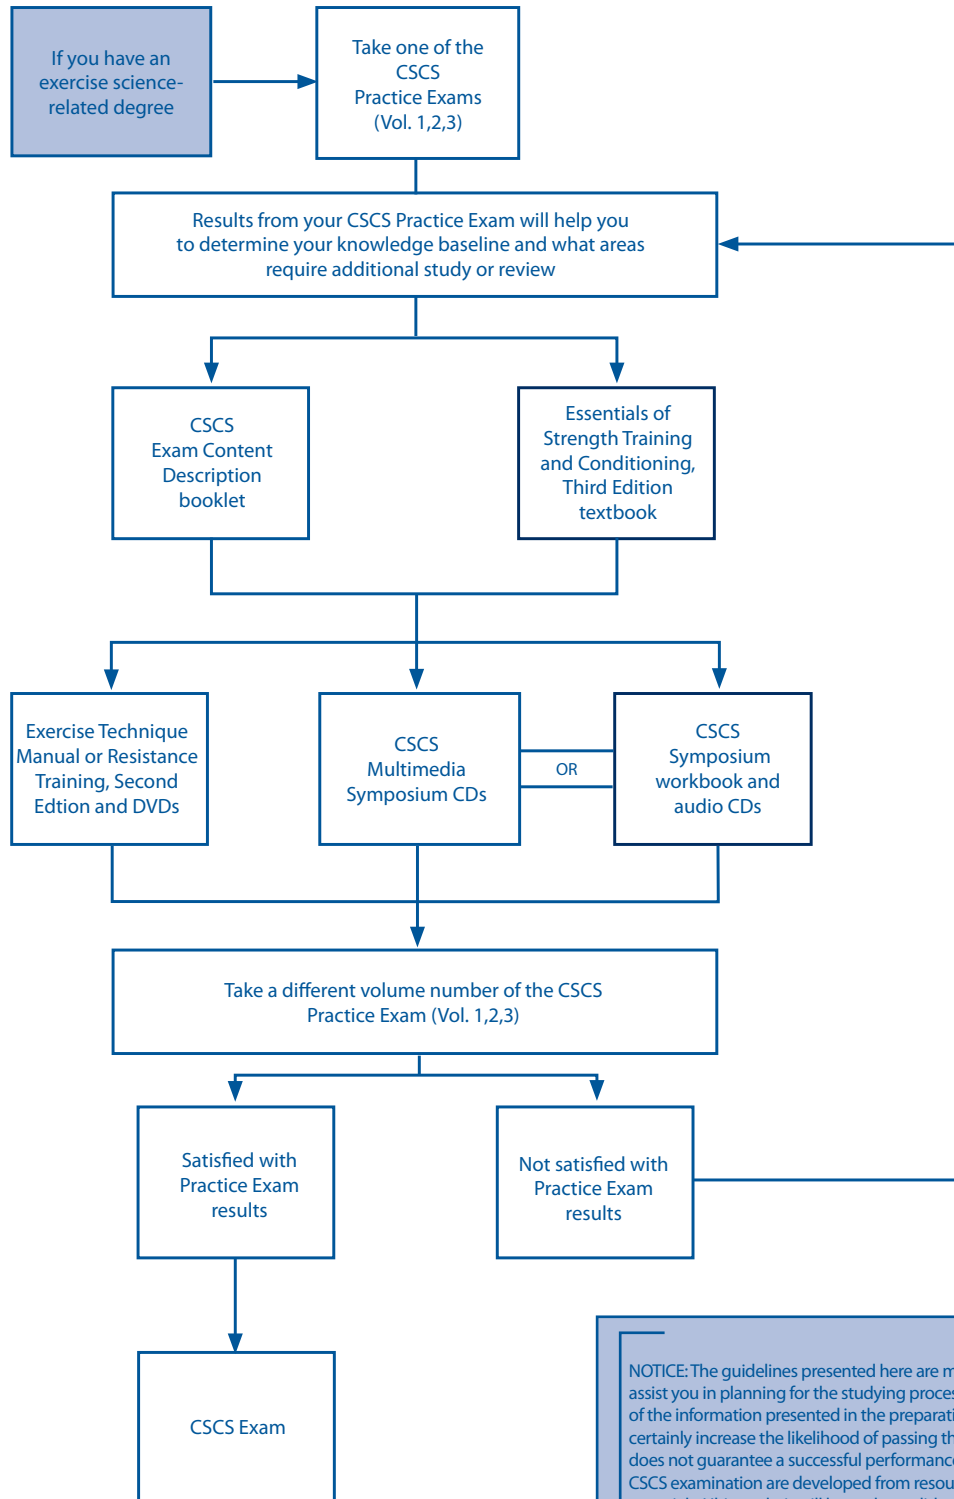 If you have an
exercise science-
related degree
Take one of the
CSCS
Practice Exams
(Vol. 1,2,3)
Results from your CSCS Practice Exam will help you
to determine your knowledge baseline and what areas
require additional study or review
CSCS
Exam Content
Description
booklet
Essentials of
Strength Training
and Conditioning,
Third Edition
textbook
Exercise Technique
Manual or Resistance
Training, Second
Edtion and DVDs
CSCS
Multimedia
Symposium CDs
OR
CSCS
Symposium
workbook and
audio CDs
Take a different volume number of the CSCS
Practice Exam (Vol. 1,2,3)
Satisfied with
Practice Exam
results
Not satisfied with
Practice Exam
results
CSCS Exam
NOTICE: The guidelines presented here are
assist you in planning for the studying
of the information presented in the
certainly increase the likelihood of passing
does not guarantee a successful performance
CSCS examination are developed from